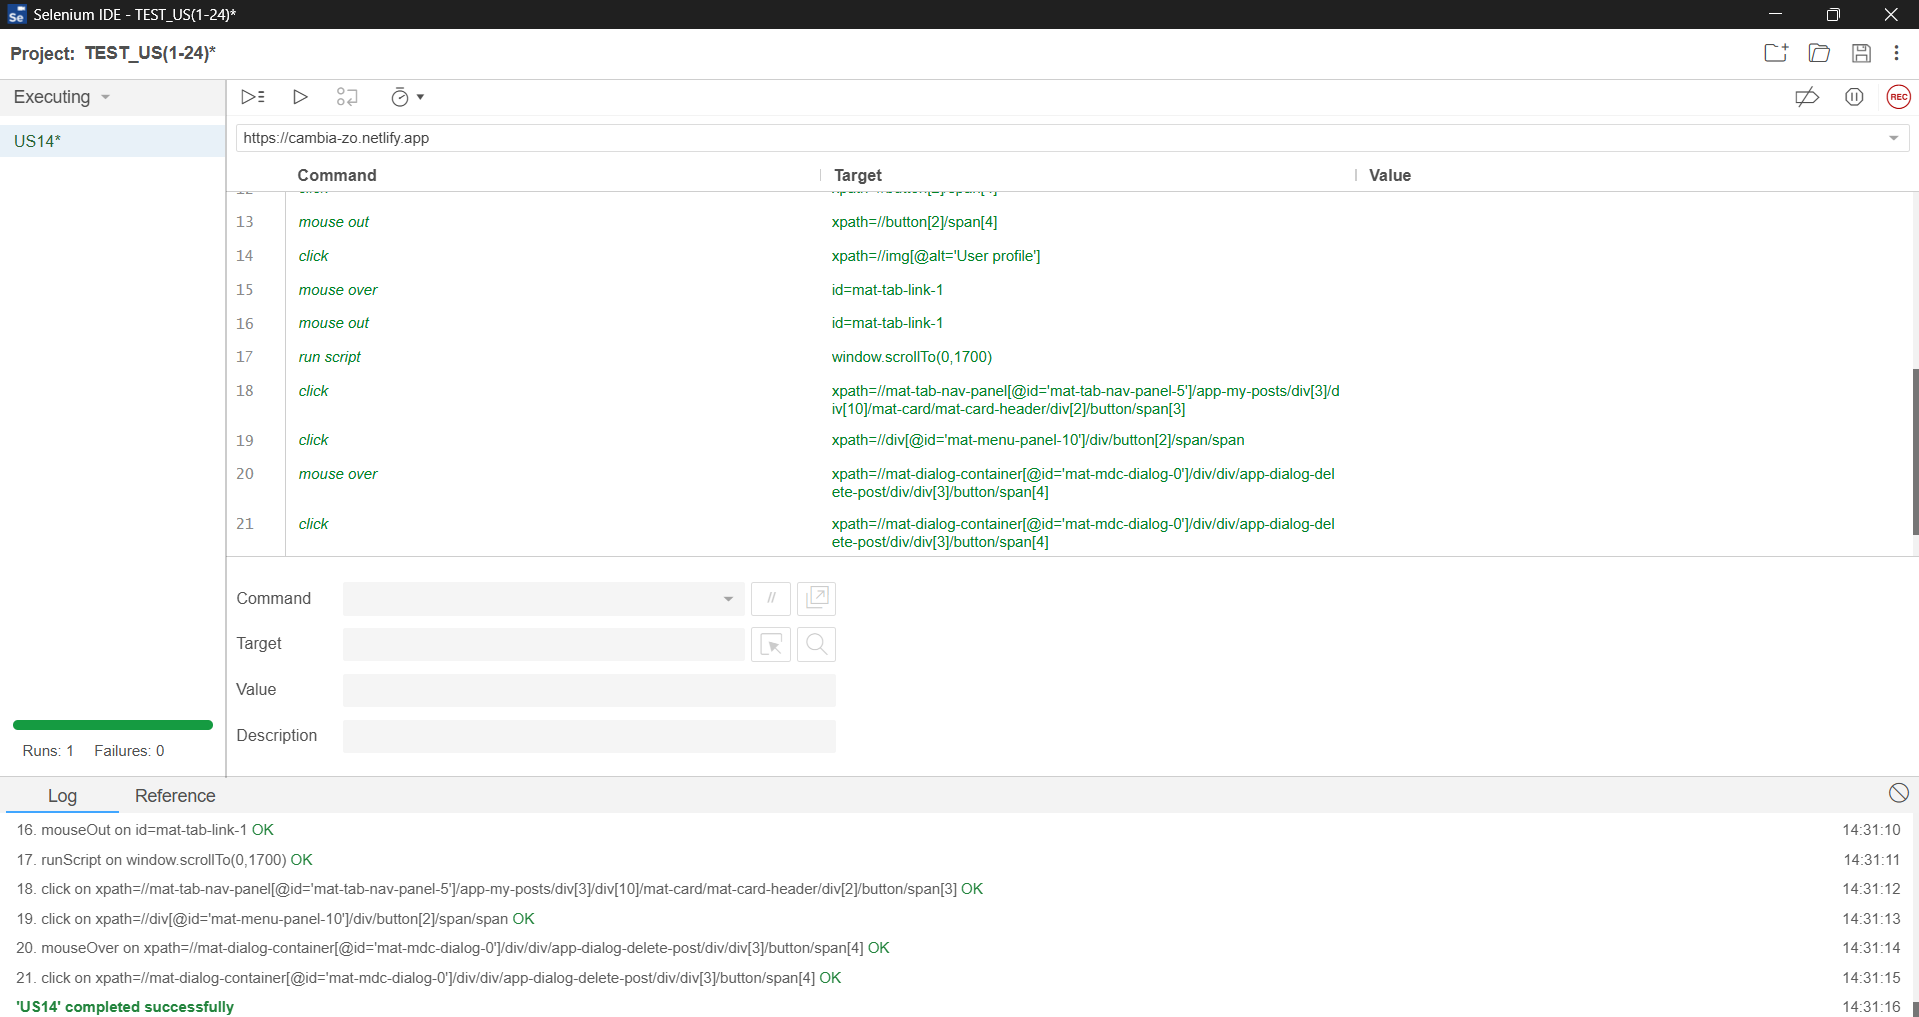 Selenium IDE - TEST_US(1-24)*
Project: TEST_US(1-24)*
Executing
US14*
https://cambia-zo.netlify.app
Command Target Value
13 mouse out xpath=//button[2]/span[4]
14 click xpath=//img[@alt='User profile']
15 mouse over id=mat-tab-link-1
16 mouse out id=mat-tab-link-1
17 run script window.scrollTo(0,1700)
18 click xpath=//mat-tab-nav-panel[@id='mat-tab-nav-panel-5']/app-my-posts/div[3]/d
iv[10]/mat-card/mat-card-header/div[2]/button/span[3]
19 click xpath=//div[@id='mat-menu-panel-10']/div/button[2]/span/span
20 mouse over xpath=//mat-dialog-container[@id='mat-mdc-dialog-0']/div/div/app-dialog-del
ete-post/div/div[3]/button/span[4]
21 click xpath=//mat-dialog-container[@id='mat-mdc-dialog-0']/div/div/app-dialog-del
ete-post/div/div[3]/button/span[4]
Command //
Target
Value
Description
Runs: 1 Failures: 0
Log Reference
16. mouseOut on id=mat-tab-link-1 OK 14:31:10
17. runScript on window.scrollTo(0,1700) OK 14:31:11
18. click on xpath=//mat-tab-nav-panel[@id='mat-tab-nav-panel-5']/app-my-posts/div[3]/div[10]/mat-card/mat-card-header/div[2]/button/span[3] OK 14:31:12
19. click on xpath=//div[@id='mat-menu-panel-10']/div/button[2]/span/span OK 14:31:13
20. mouseOver on xpath=//mat-dialog-container[@id='mat-mdc-dialog-0']/div/div/app-dialog-delete-post/div/div[3]/button/span[4] OK 14:31:14
21. click on xpath=//mat-dialog-container[@id='mat-mdc-dialog-0']/div/div/app-dialog-delete-post/div/div[3]/button/span[4] OK 14:31:15
'US14' completed successfully 14:31:16
Se
REC